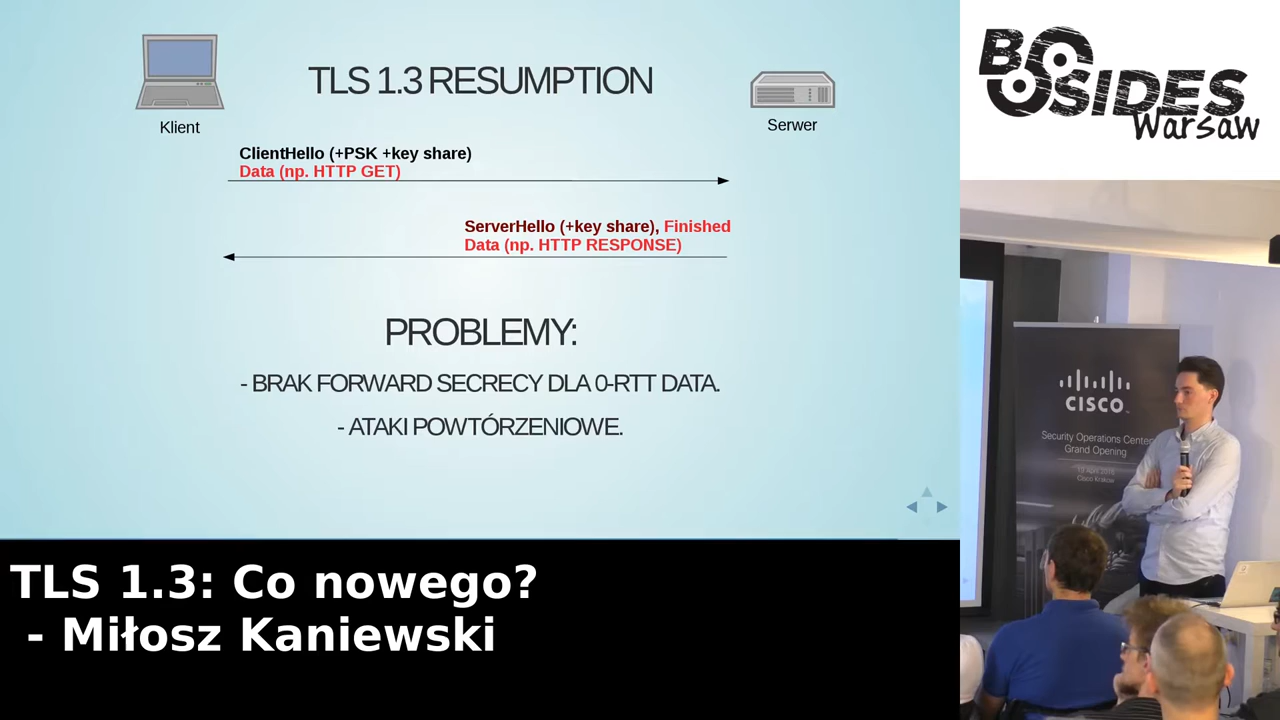 TLS 1.3 RESUMPTION
Klient
Serwer
ClientHello (+PSK +key share)
Data (np. HTTP GET)
ServerHello (+key share), Finished
Data (np. HTTP RESPONSE)
PROBLEMY:
- BRAK FORWARD SECRECY DLA 0-RTT DATA.
- ATAKI POWTÓRZENIOWE.
TLS 1.3: Co nowego?
- Miłosz Kaniewski
BSIDES
Warsaw
CISCO
Security Operations Center
Grand Opening
Cisco Krakow